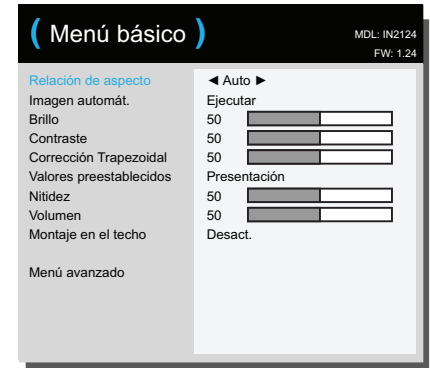 ( Menú básico )
MDL: IN2124
FW: 1.24
Relación de aspecto ◄ Auto ►
Imagen automát. Ejecutar
Brillo 50
Contraste 50
Corrección Trapezoidal 50
Valores preestablecidos Presentación
Nitidez 50
Volumen 50
Montaje en el techo Desact.
Menú avanzado